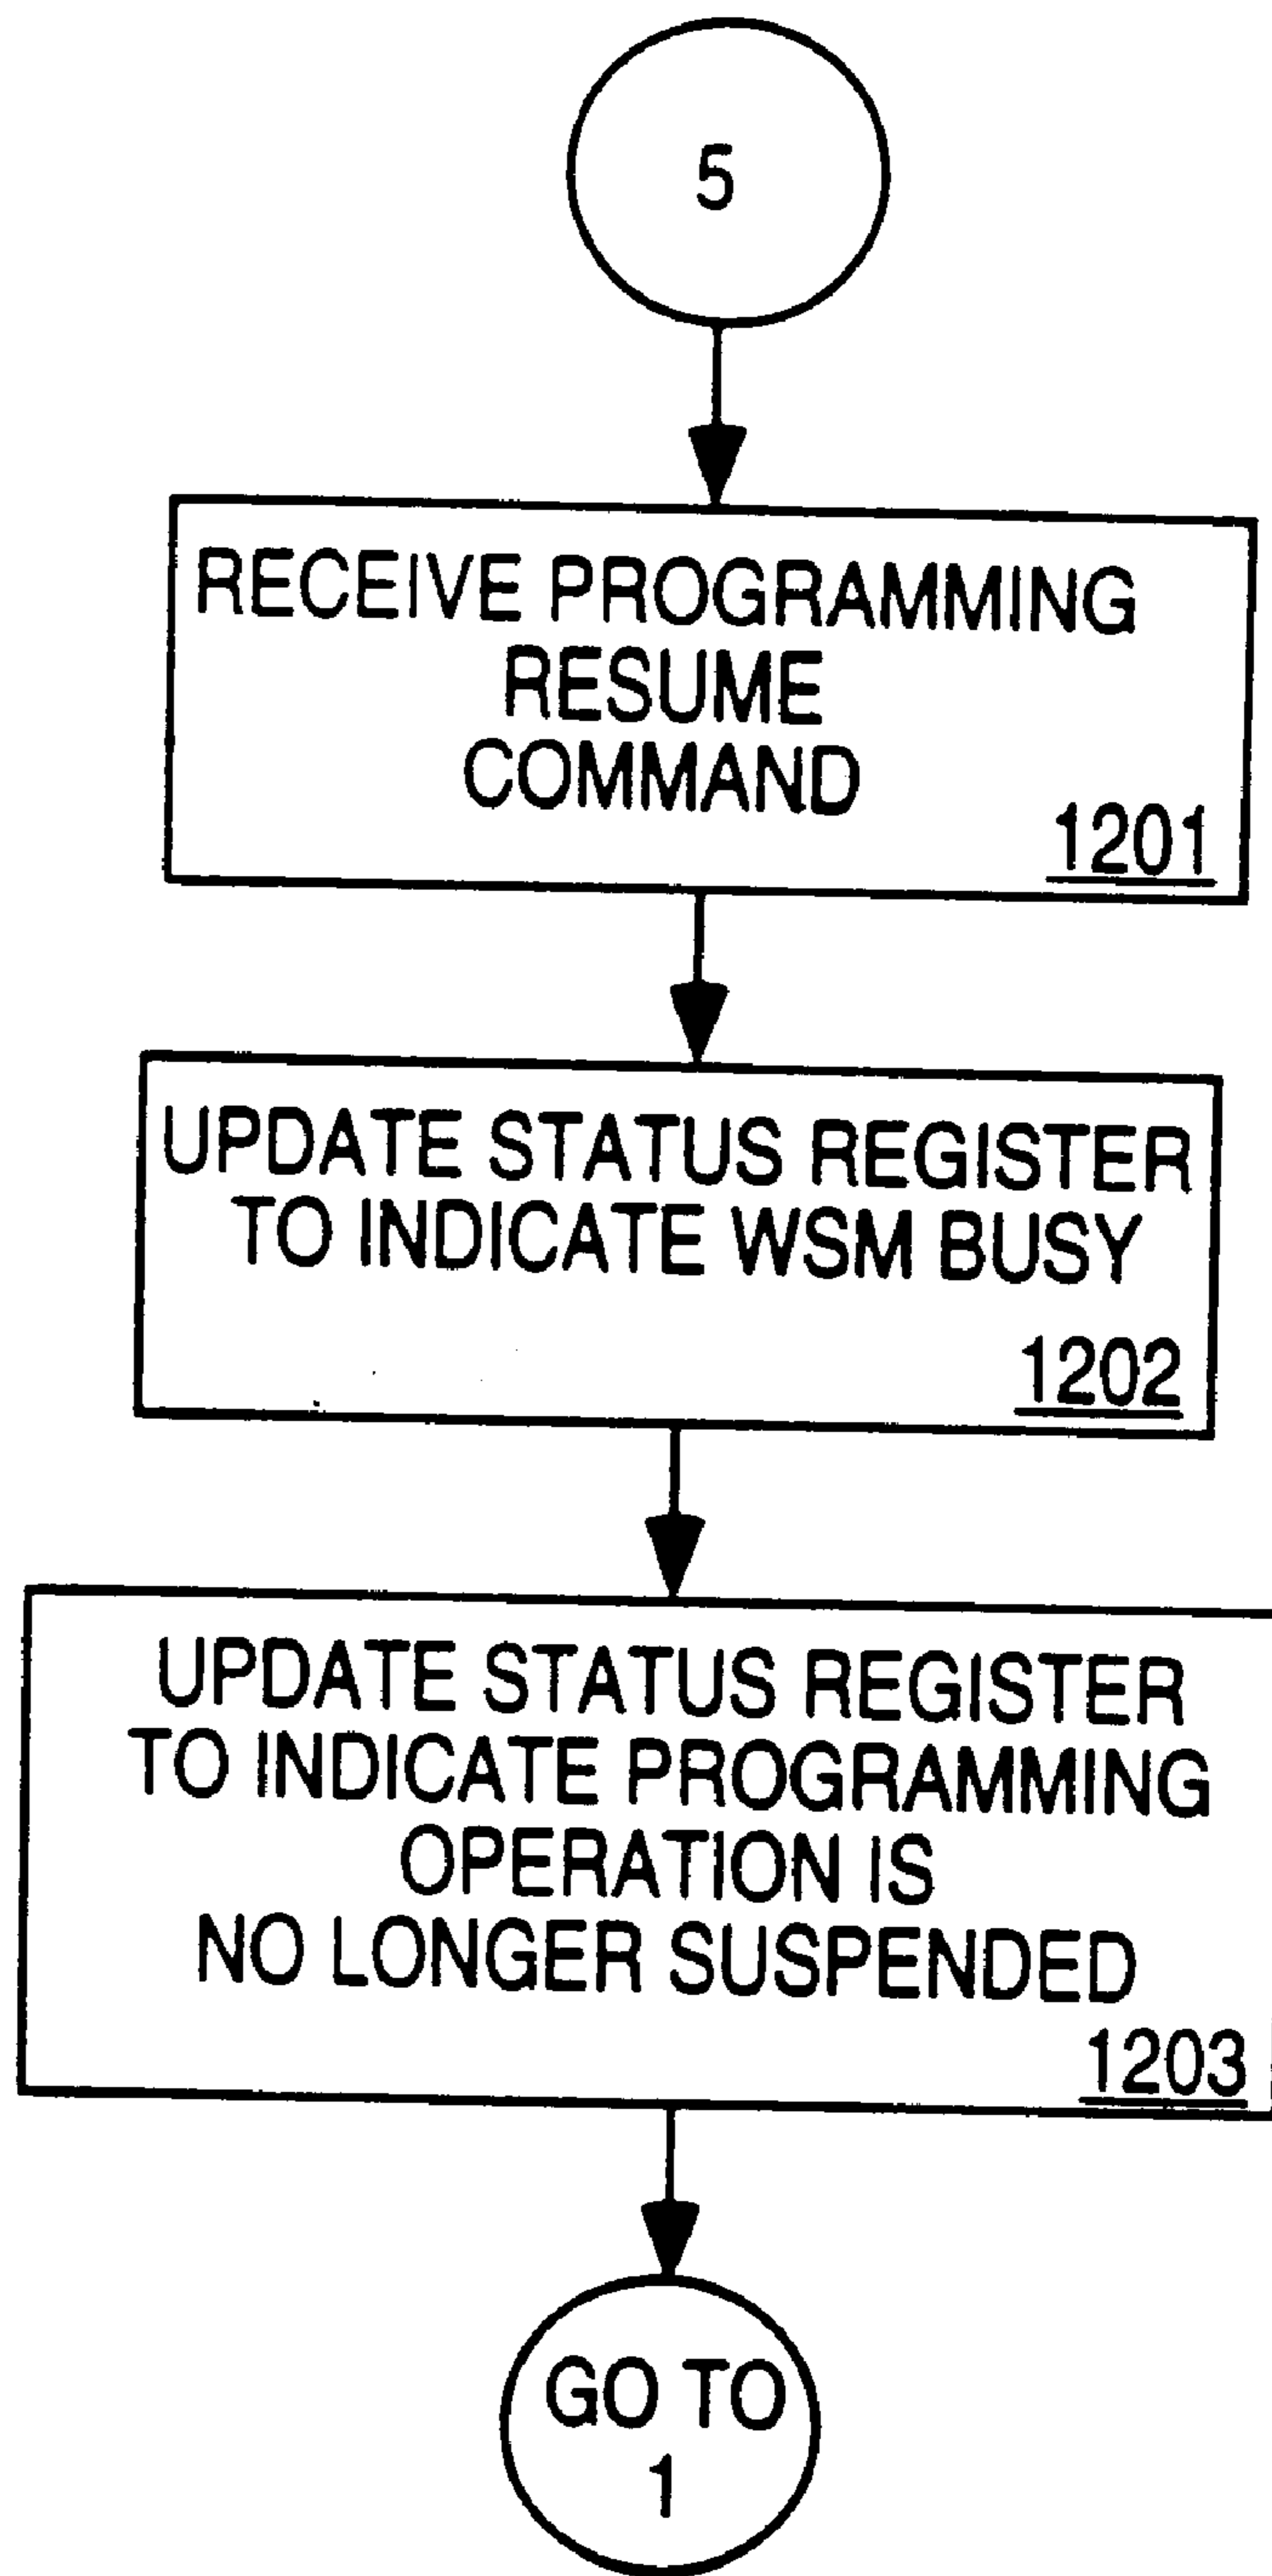 5
RECEIVE PROGRAMMING
RESUME
COMMAND
1201
UPDATE STATUS REGISTER
TO INDICATE WSM BUSY
1202
UPDATE STATUS REGISTER
TO INDICATE PROGRAMMING
OPERATION IS
NO LONGER SUSPENDED
1203
GO TO
1